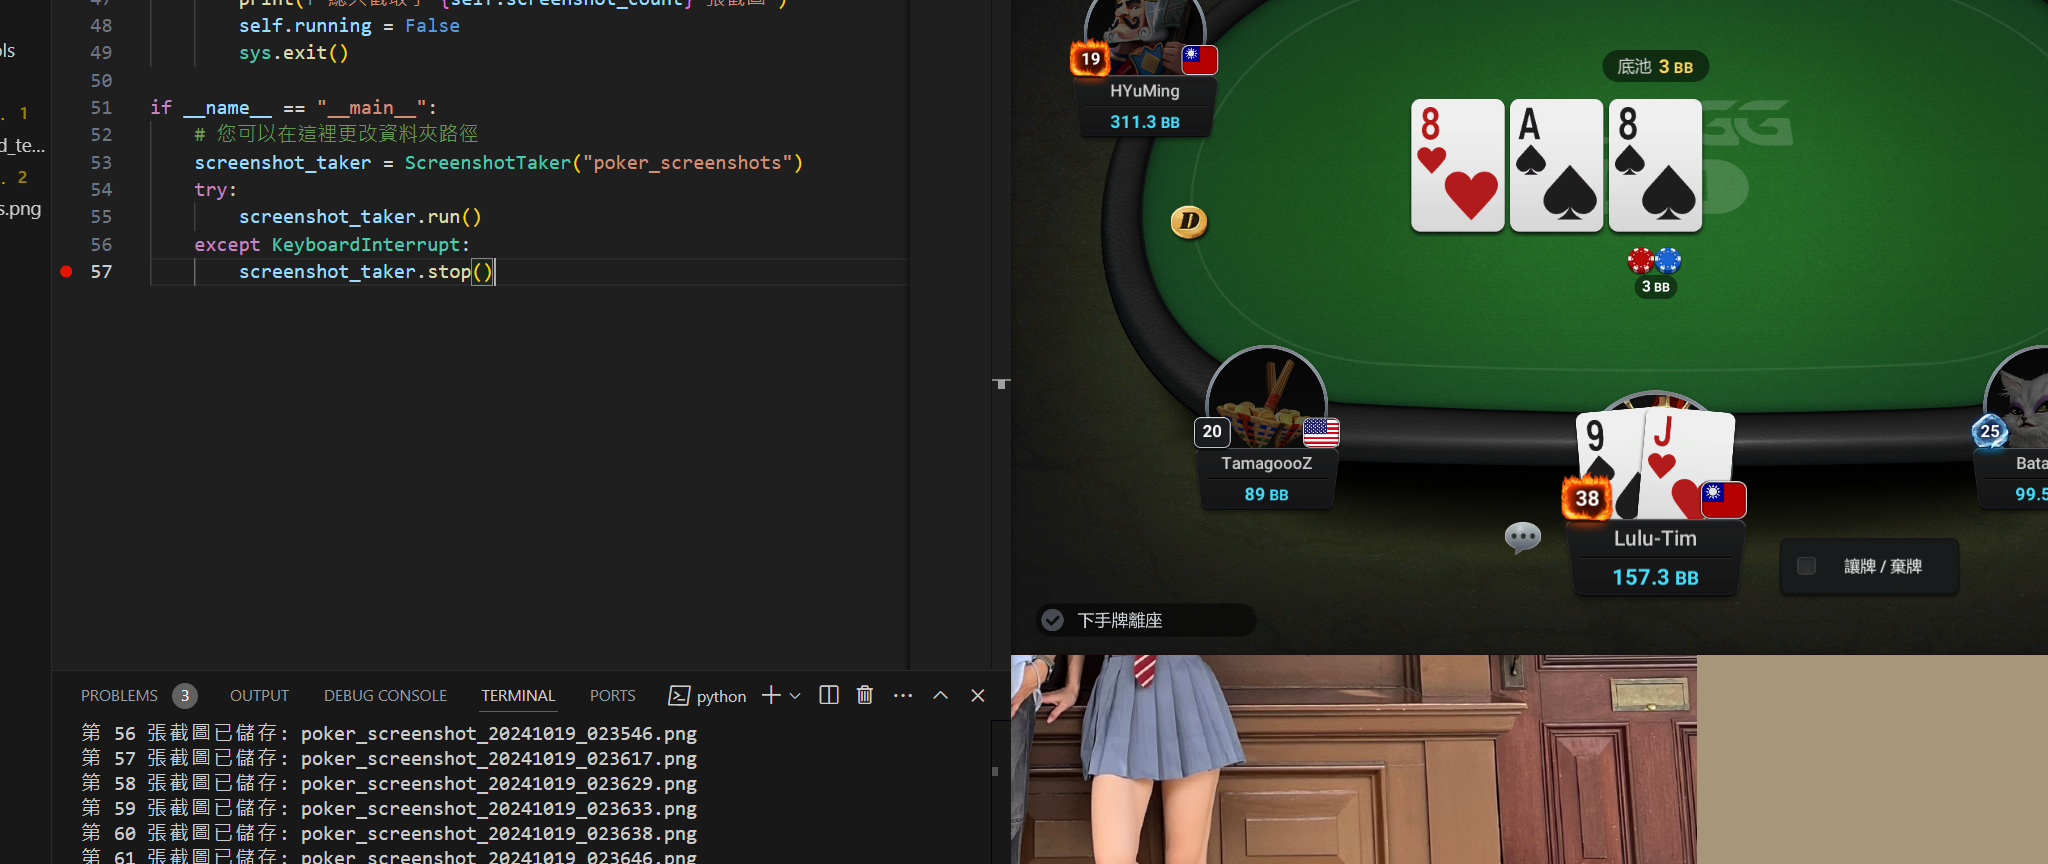 ols
. 1
d_te...
. 2
s.png
47
48 self.running = False
49 sys.exit()
50
51 if __name__ == "__main__":
52 # 您可以在這裡更改資料夾路徑
53 screenshot_taker = ScreenshotTaker("poker_screenshots")
54 try:
55 screenshot_taker.run()
56 except KeyboardInterrupt:
57 screenshot_taker.stop()
PROBLEMS 3 OUTPUT DEBUG CONSOLE TERMINAL PORTS python
第 56 張截圖已儲存: poker_screenshot_20241019_023546.png
第 57 張截圖已儲存: poker_screenshot_20241019_023617.png
第 58 張截圖已儲存: poker_screenshot_20241019_023629.png
第 59 張截圖已儲存: poker_screenshot_20241019_023633.png
第 60 張截圖已儲存: poker_screenshot_20241019_023638.png
第 61 張截圖已儲存: poker_screenshot_20241019_023646.png
19
HYuMing
311.3 BB
底池 3 BB
8 A 8
GG
D
3 BB
20
TamagoooZ
89 BB
9 J
38
Lulu-Tim
157.3 BB
25
Bata
99.5
讓牌 / 棄牌
下手牌離座